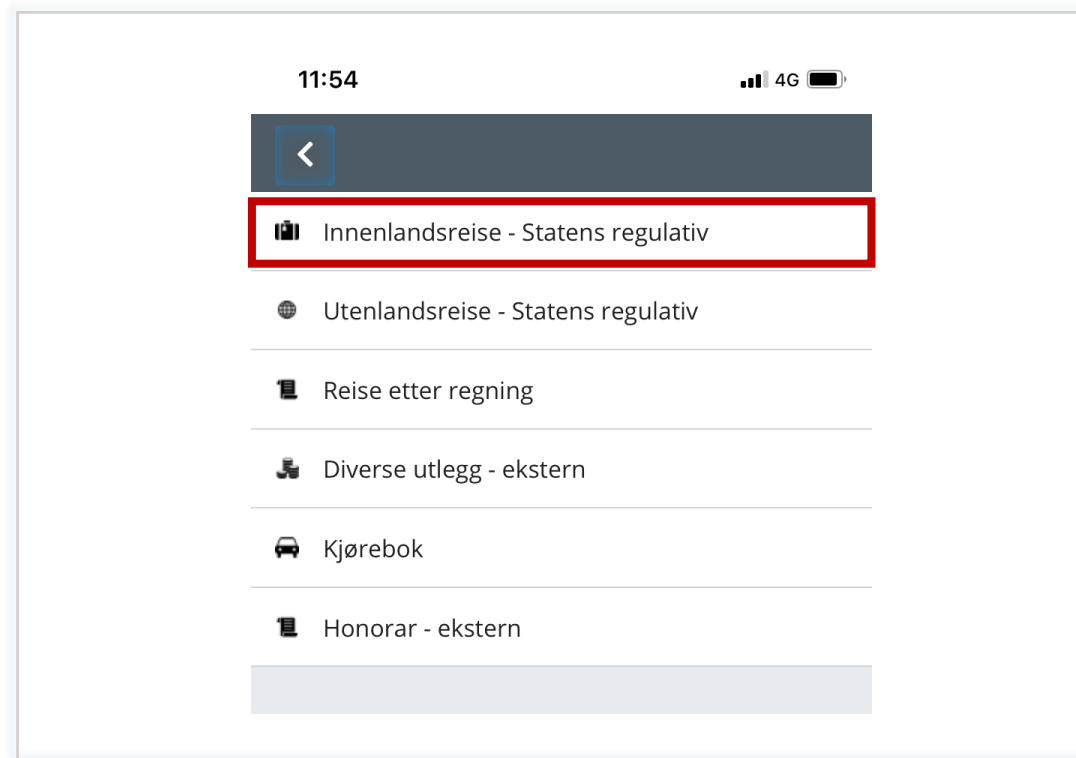 11:54 4G
Innenlandsreise - Statens regulativ
Utenlandsreise - Statens regulativ
Reise etter regning
Diverse utlegg - ekstern
Kjørebok
Honorar - ekstern